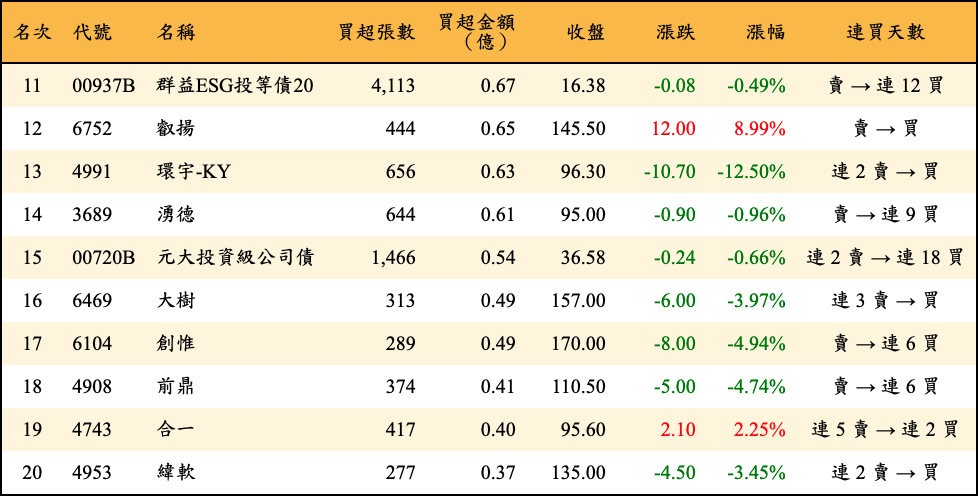 名次 代號 名稱 買超張數 買超金額（億） 收盤 漲跌 漲幅 連買天數
11 00937B 群益ESG投等債20 4,113 0.67 16.38 -0.08 -0.49% 賣 → 連 12 買
12 6752 叡揚 444 0.65 145.50 12.00 8.99% 賣 → 買
13 4991 環宇-KY 656 0.63 96.30 -10.70 -12.50% 連 2 賣 → 買
14 3689 湧德 644 0.61 95.00 -0.90 -0.96% 賣 → 連 9 買
15 00720B 元大投資級公司債 1,466 0.54 36.58 -0.24 -0.66% 連 2 賣 → 連 18 買
16 6469 大樹 313 0.49 157.00 -6.00 -3.97% 連 3 賣 → 買
17 6104 創惟 289 0.49 170.00 -8.00 -4.94% 賣 → 連 6 買
18 4908 前鼎 374 0.41 110.50 -5.00 -4.74% 賣 → 連 6 買
19 4743 合一 417 0.40 95.60 2.10 2.25% 連 5 賣 → 連 2 買
20 4953 緯軟 277 0.37 135.00 -4.50 -3.45% 連 2 賣 → 買